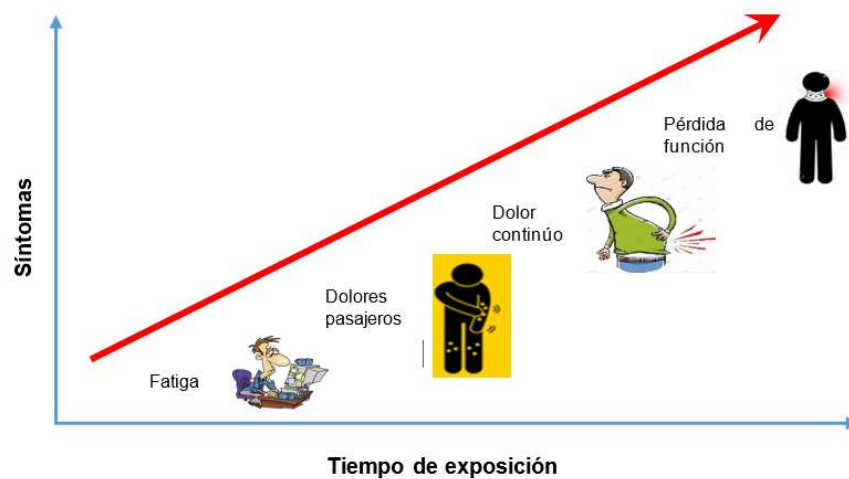 Pérdida de
función
Dolor
continúo
Dolores
pasajeros
Fatiga
Síntomas
Tiempo de exposición